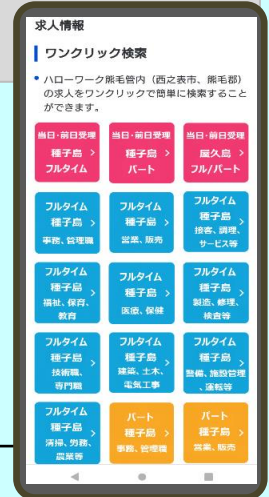 求人情報
ワンクリック検索
ハローワーク熊毛管内（西之表市、熊毛郡）
の求人をワンクリックで簡単に検索すること
ができます。
当日・前日受理
種子島
フルタイム
当日・前日受理
種子島
パート
当日・前日受理
屋久島
フル/パート
フルタイム
種子島
事務、管理職
フルタイム
種子島
営業、販売
フルタイム
種子島
接客、調理、
サービス等
フルタイム
種子島
福祉、保育、
教育
フルタイム
種子島
医療、保健
フルタイム
種子島
製造、修理、
検査等
フルタイム
種子島
技術職、
専門職
フルタイム
種子島
建築、土木、
電気工事
フルタイム
種子島
整備、施設管理
、運転等
フルタイム
種子島
清掃、労務、
農業等
パート
種子島
事務、管理職
パート
種子島
営業、販売